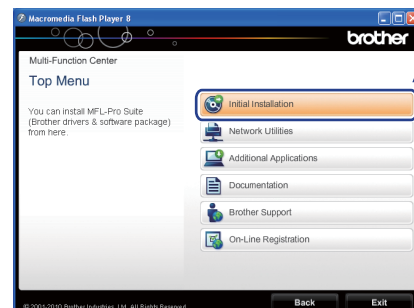 Macromedia Flash Player 8
brother
Multi-Function Center
Top Menu
You can install MFL-Pro Suite
(Brother drivers & software package)
from here.
Initial Installation
Network Utilities
Additional Applications
Documentation
Brother Support
On-Line Registration
© 2001-2010 Brother Industries, Ltd. All Rights Reserved.
Back
Exit